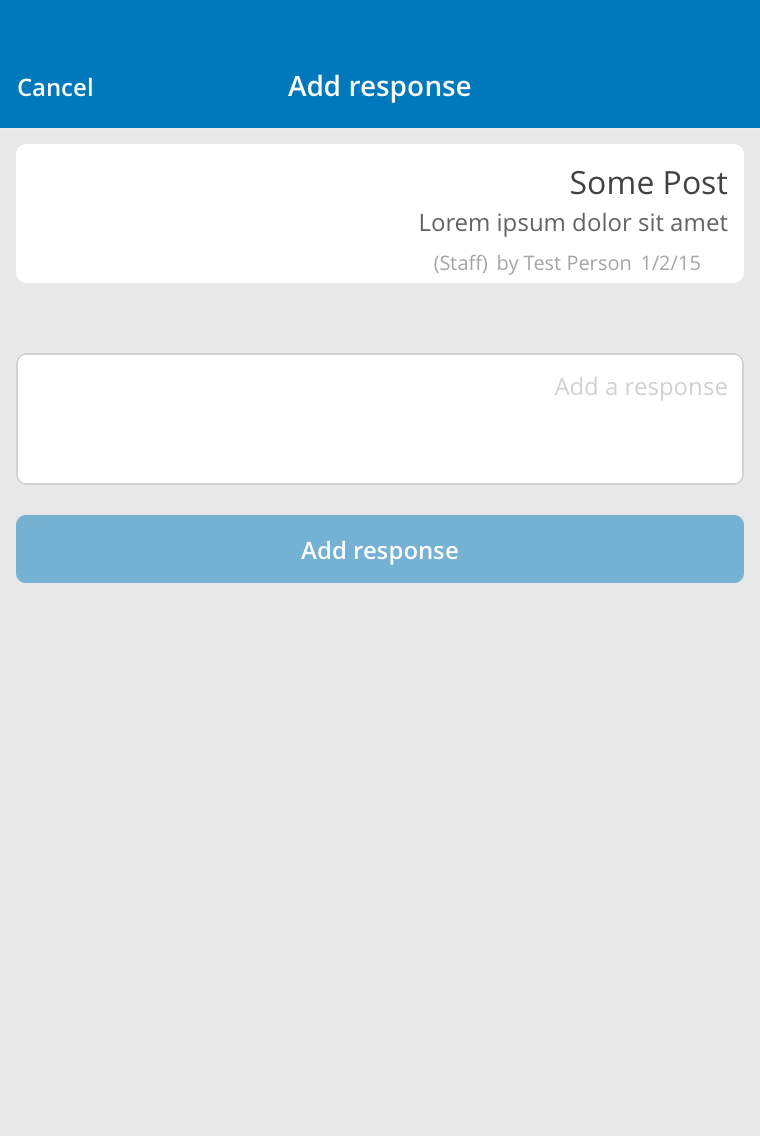 Cancel
Add response
Some Post
Lorem ipsum dolor sit amet
(Staff) by Test Person 1/2/15
Add a response
Add response